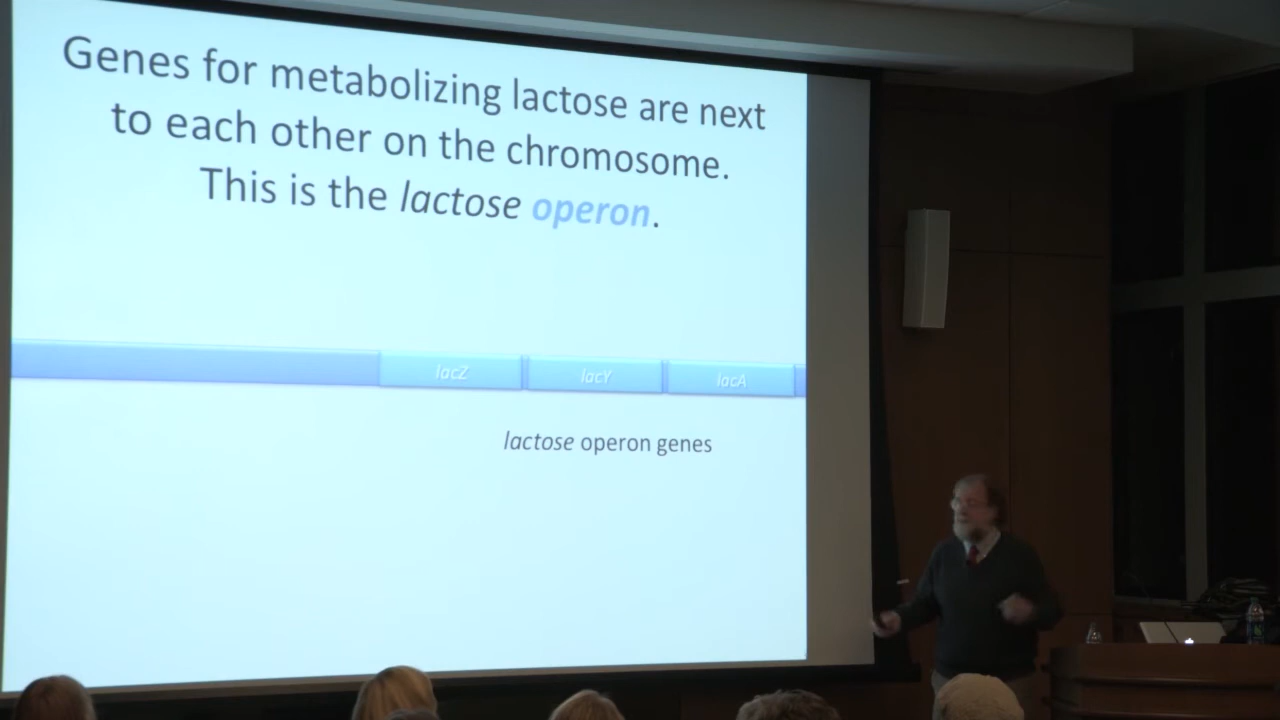 Genes for metabolizing lactose are next
to each other on the chromosome.
This is the lactose operon.
lacZ lacY lacA
lactose operon genes